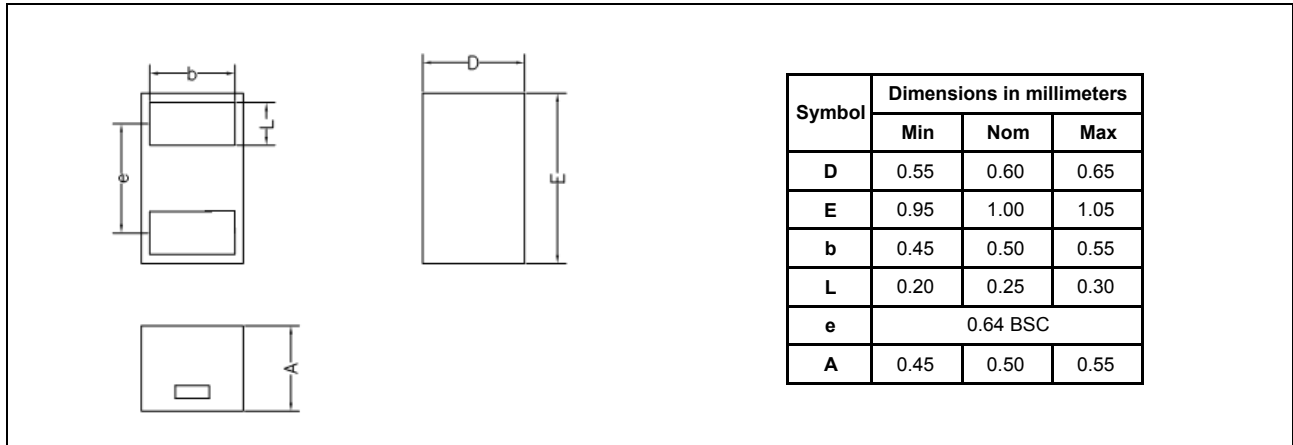 b
L
e
D
E
A
Symbol Dimensions in millimeters
Min Nom Max
D 0.55 0.60 0.65
E 0.95 1.00 1.05
b 0.45 0.50 0.55
L 0.20 0.25 0.30
e 0.64 BSC
A 0.45 0.50 0.55